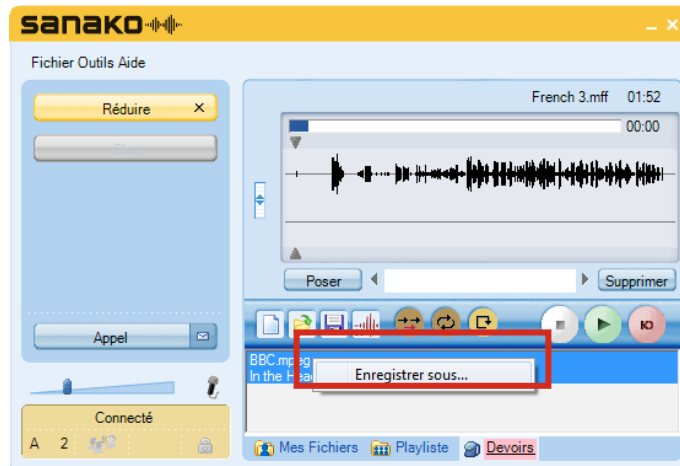 sanako
Fichier Outils Aide
Réduire
French 3.mff 01:52
00:00
Poser
Supprimer
Appel
BBC.mpeg
In the
Enregistrer sous...
Connecté
A 2
Mes Fichiers Playliste Devoirs